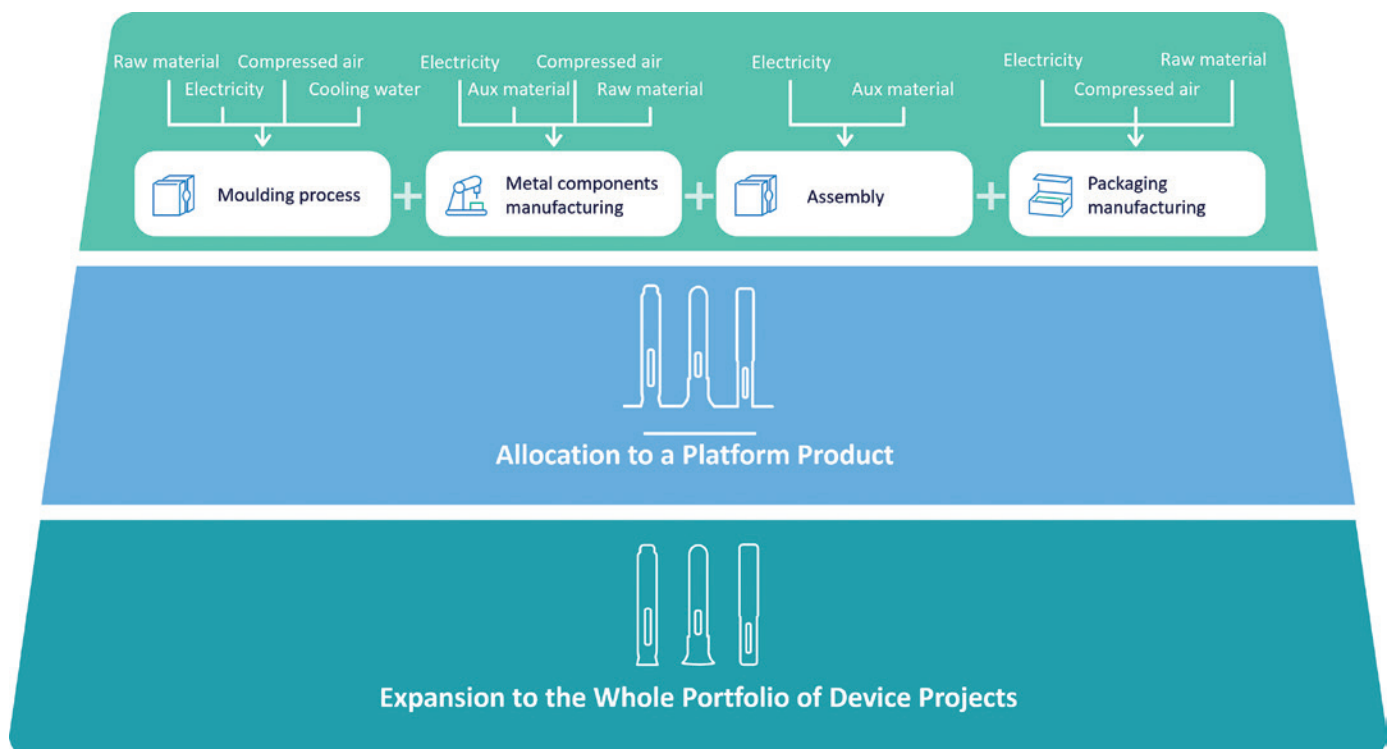 Raw material Compressed air
Electricity Cooling water
Electricity Compressed air
Aux material Raw material
Electricity
Aux material
Electricity Raw material
Compressed air
Moulding process
Metal components
manufacturing
Assembly
Packaging
manufacturing
Allocation to a Platform Product
Expansion to the Whole Portfolio of Device Projects